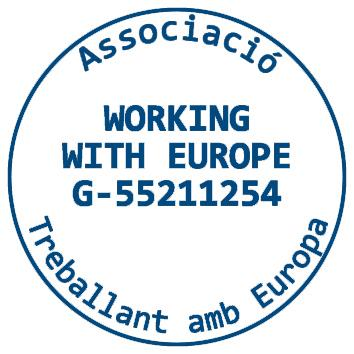 Associació
WORKING
WITH EUROPE
G-55211254
Treballant amb Europa